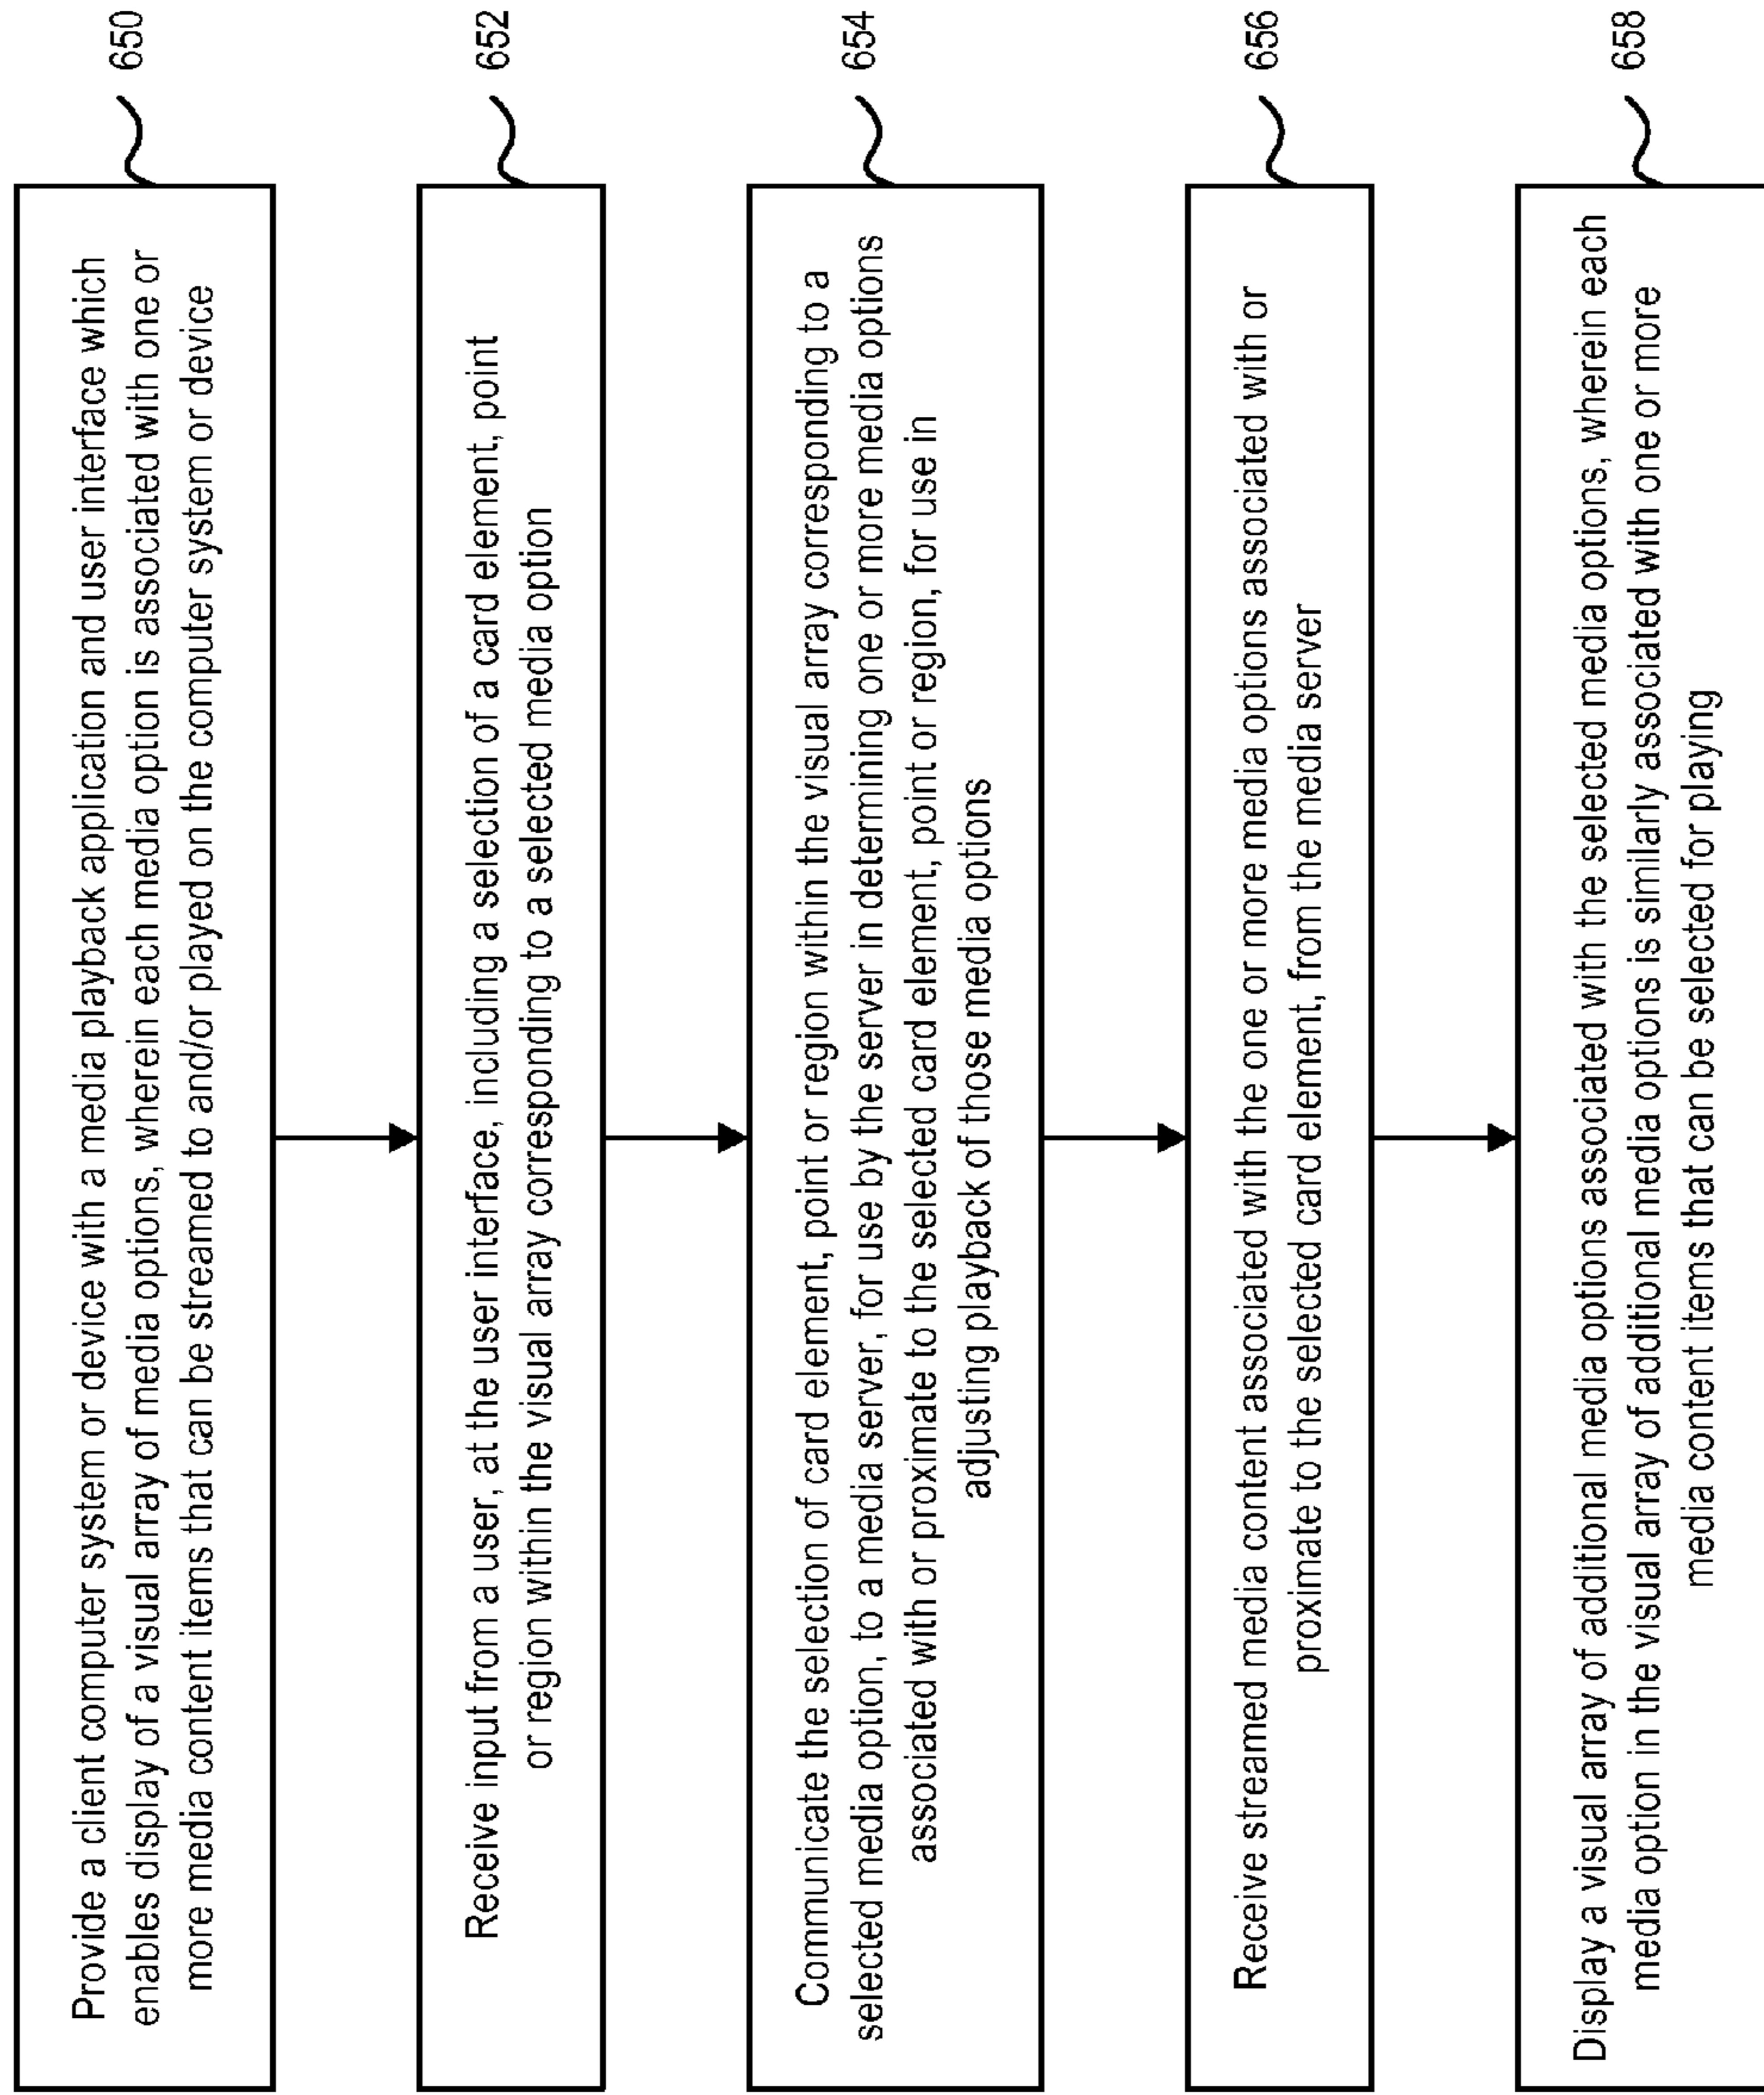 Provide a client computer system or device with a media playback application and user interface which
enables display of a visual array of media options, wherein each media option is associated with one or
more media content items that can be streamed to and/or played on the computer system or device
650
Receive input from a user, at the user interface, including a selection of a card element, point
or region within the visual array corresponding to a selected media option
652
Communicate the selection of card element, point or region within the visual array corresponding to a
selected media option, to a media server, for use by the server in determining one or more media options
associated with or proximate to the selected card element, point or region, for use in
adjusting playback of those media options
654
Receive streamed media content associated with the one or more media options associated with or
proximate to the selected card element, from the media server
656
Display a visual array of additional media options associated with the selected media options, wherein each
media option in the visual array of additional media options is similarly associated with one or more
media content items that can be selected for playing
658